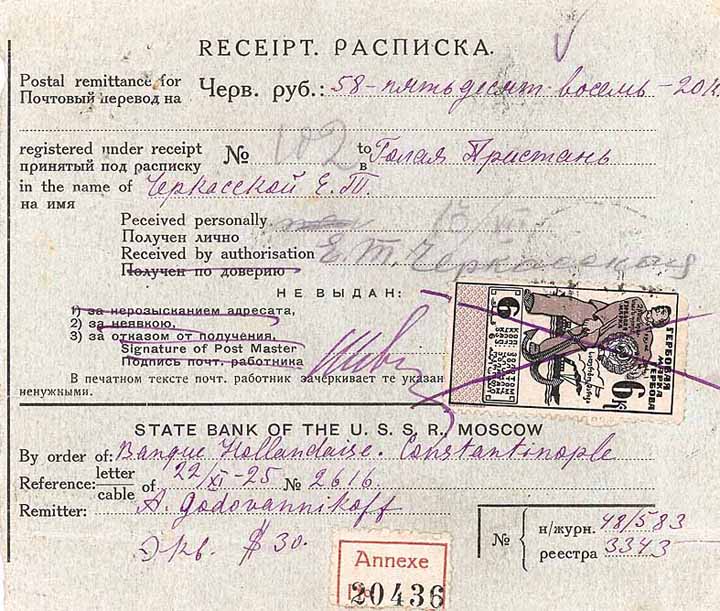 RECEIPT. РАСПИСКА.
Postal remittance for
Почтовый перевод на
Черв. руб.: 58 - пятьдесят восемь - 20 к
registered under receipt
принятый под расписку
№ 102
to
в
Голая Пристань
in the name of
на имя
Черкасской Е. Т.
Peceived personally
Получен лично
Received by authorisation
Получен по доверию
Е. Т. Черкасская
НЕ ВЫДАН:
1) за нерозысканием адресата,
2) за неявкою,
3) за отказом от получения,
Signature of Post Master
Подпись почт. работника
В печатном тексте почт. работник зачеркивает те указан
ненужными.
6
ГЕРБОВАЯ
МАРКА
ГЕРБОВА
6к
STATE BANK OF THE U. S. S. R., MOSCOW
By order of: Banque Hollandaise. Constantinople
Reference: letter
cable
of 22/XI-25 № 2616
Remitter: A. Godovannikoff
Экв. $ 30.
№
н/журн. 48/583
реестра 3343
Annexe
20436